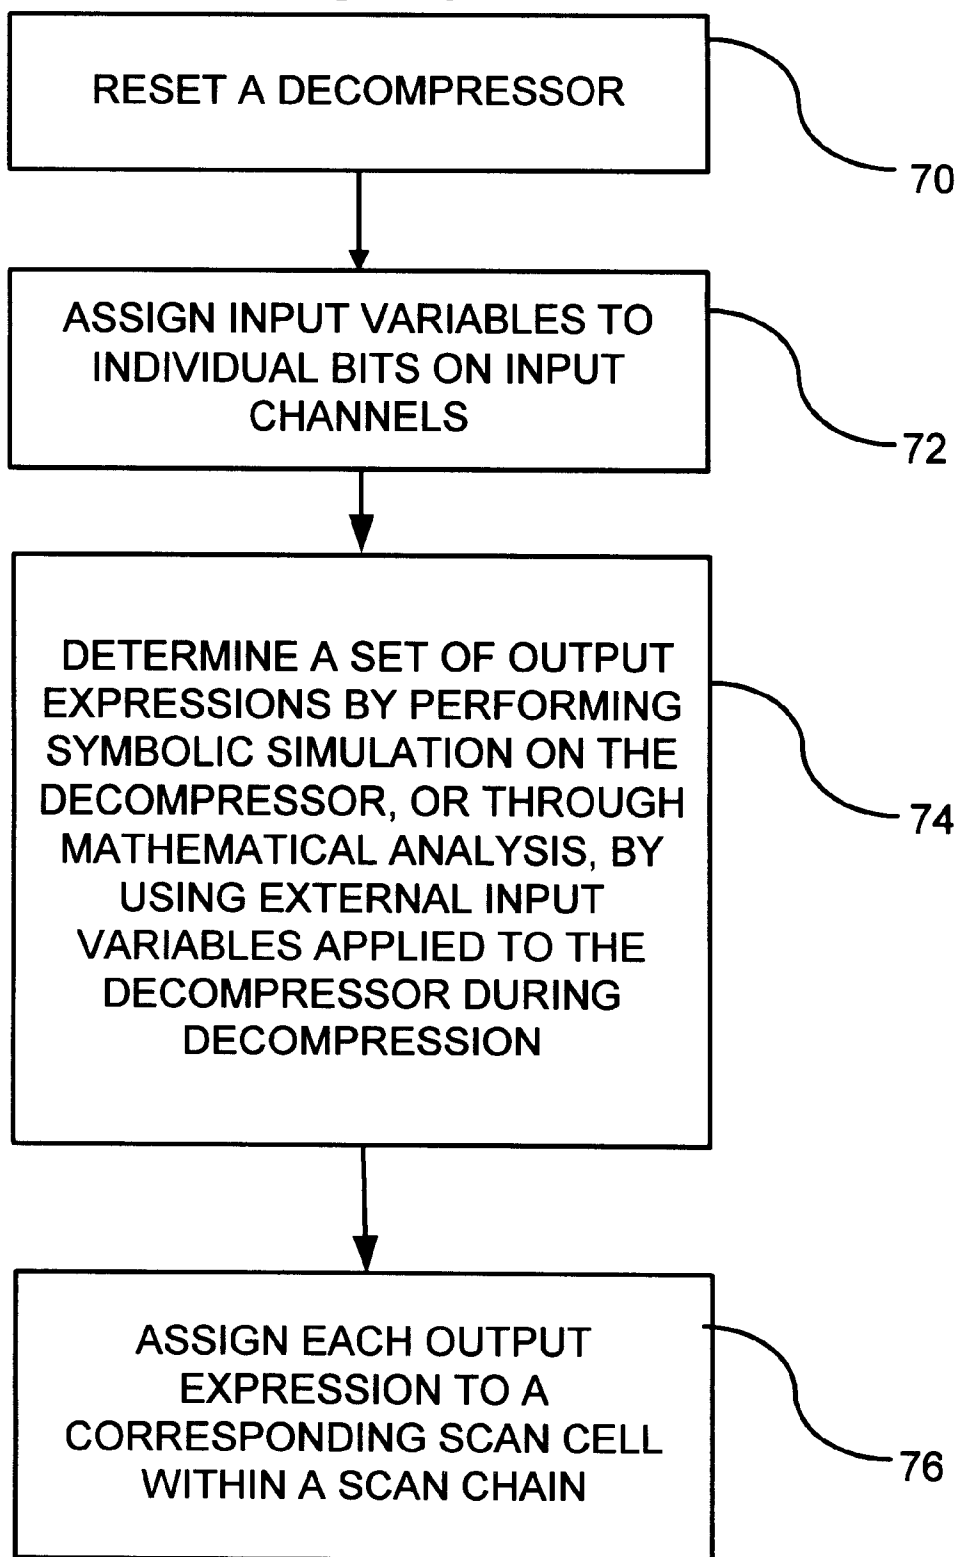 RESET A DECOMPRESSOR
70
ASSIGN INPUT VARIABLES TO
INDIVIDUAL BITS ON INPUT
CHANNELS
72
DETERMINE A SET OF OUTPUT
EXPRESSIONS BY PERFORMING
SYMBOLIC SIMULATION ON THE
DECOMPRESSOR, OR THROUGH
MATHEMATICAL ANALYSIS, BY
USING EXTERNAL INPUT
VARIABLES APPLIED TO THE
DECOMPRESSOR DURING
DECOMPRESSION
74
ASSIGN EACH OUTPUT
EXPRESSION TO A
CORRESPONDING SCAN CELL
WITHIN A SCAN CHAIN
76